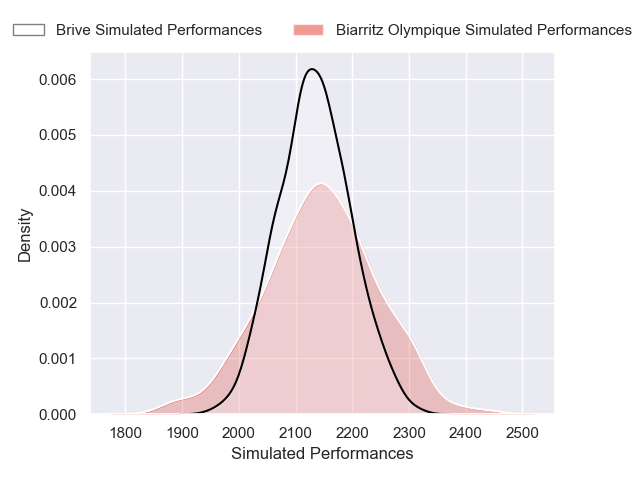 Brive Simulated Performances
Biarritz Olympique Simulated Performances
0.006
0.005
0.004
0.003
0.002
0.001
0.000
Density
1800 1900 2000 2100 2200 2300 2400 2500
Simulated Performances